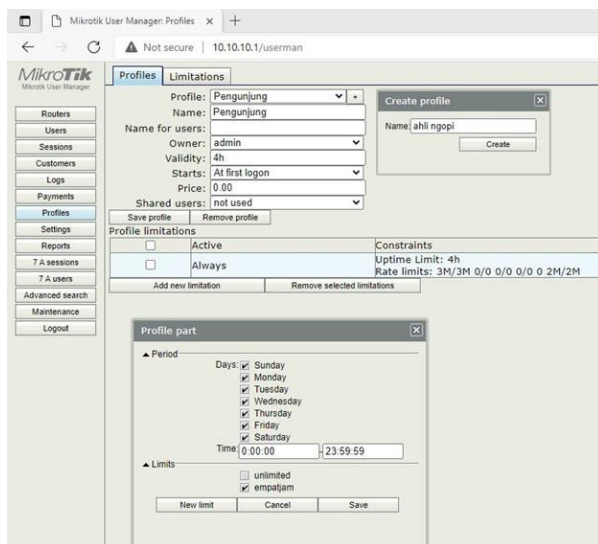 Mikrotik User Manager: Profiles
Not secure 10.10.10.1/userman
MikroTik
Mikrotik User Manager
Routers
Users
Sessions
Customers
Logs
Payments
Profiles
Settings
Reports
7 A sessions
7 A users
Advanced search
Maintenance
Logout
Profiles Limitations
Profile: Pengunjung +
Name: Pengunjung
Name for users:
Owner: admin
Validity: 4h
Starts: At first logon
Price: 0.00
Shared users: not used
Save profile Remove profile
Create profile
Name: ahli ngopi
Create
Profile limitations
Active Constraints
Always Uptime Limit: 4h
Rate limits: 3M/3M 0/0 0/0 0/0 0 2M/2M
Add new limitation Remove selected limitations
Profile part
Period
Days: Sunday
Monday
Tuesday
Wednesday
Thursday
Friday
Saturday
Time: 0:00:00 - 23:59:59
Limits
unlimited
empatjam
New limit Cancel Save